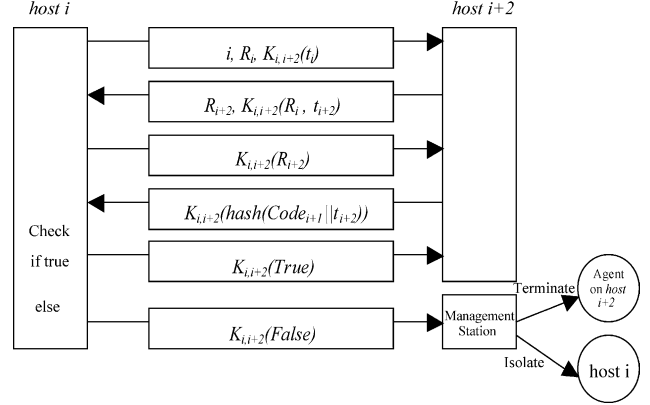 host i
host i+2
i, Ri, Ki,i+2(ti)
Ri+2, Ki,i+2(Ri , ti+2)
Ki,i+2(Ri+2)
Ki,i+2(hash(Codei+1||ti+2))
Check
if true
else
Ki,i+2(True)
Ki,i+2(False)
Management
Station
Terminate
Agent
on host
i+2
Isolate
host i